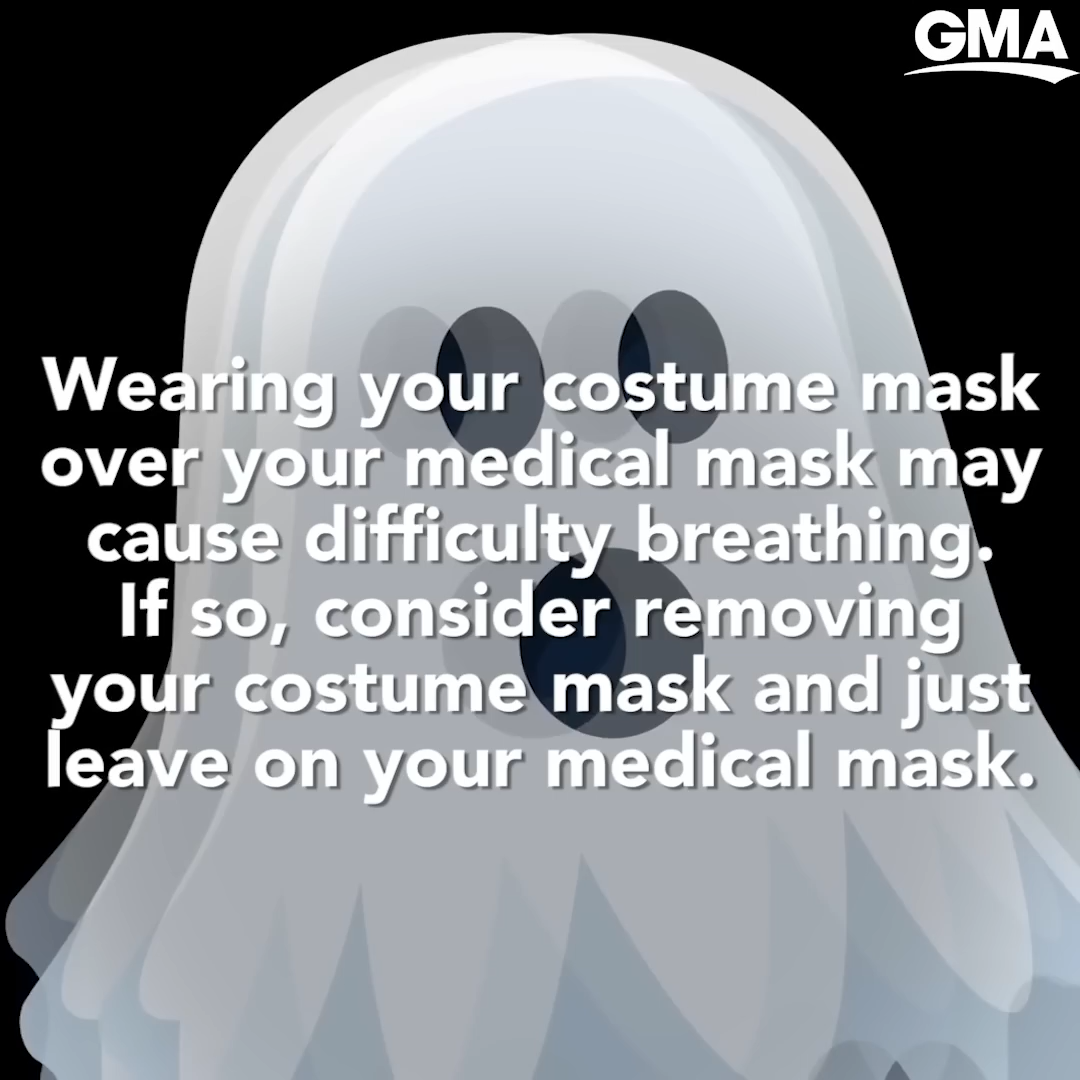 GMA
Wearing your costume mask
over your medical mask may
cause difficulty breathing.
If so, consider removing
your costume mask and just
leave on your medical mask.